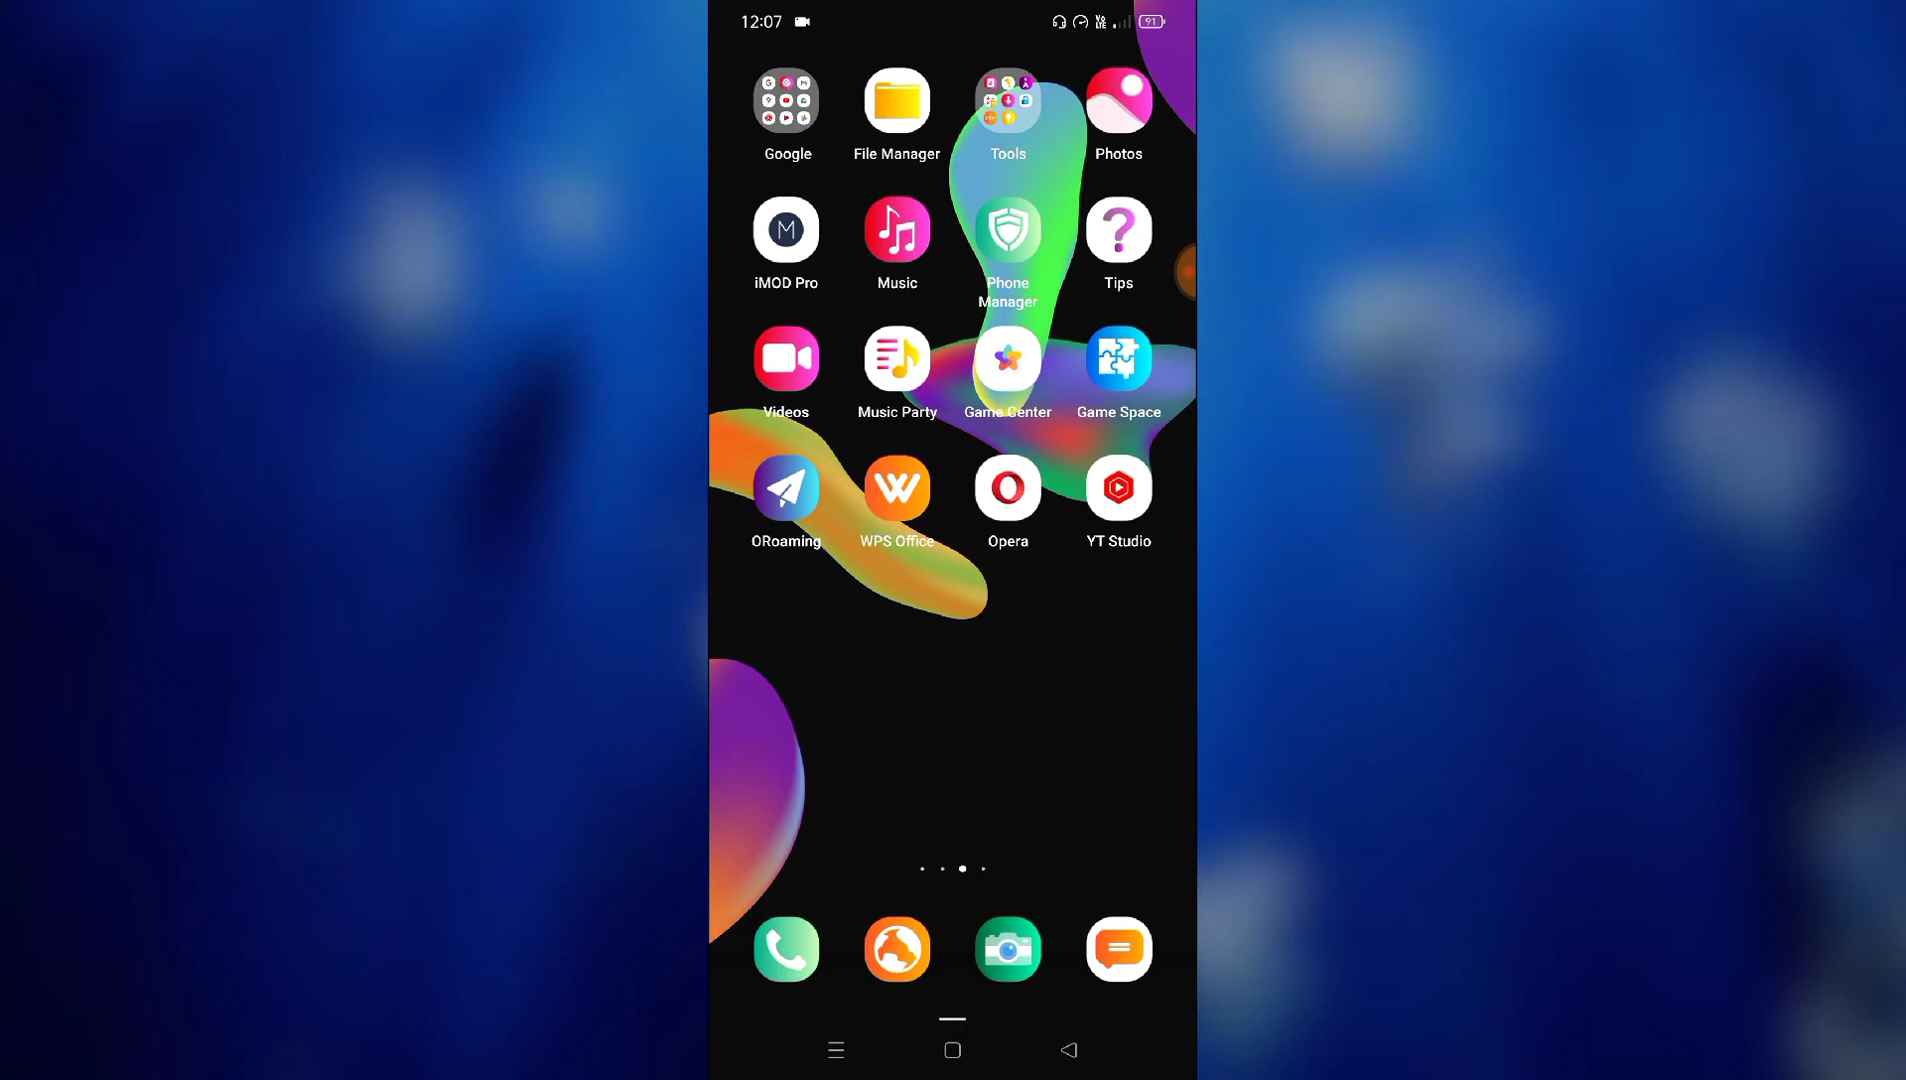 12:07
91
Google File Manager Tools Photos
iMOD Pro Music Phone Manager Tips
Videos Music Party Game Center Game Space
ORoaming WPS Office Opera YT Studio